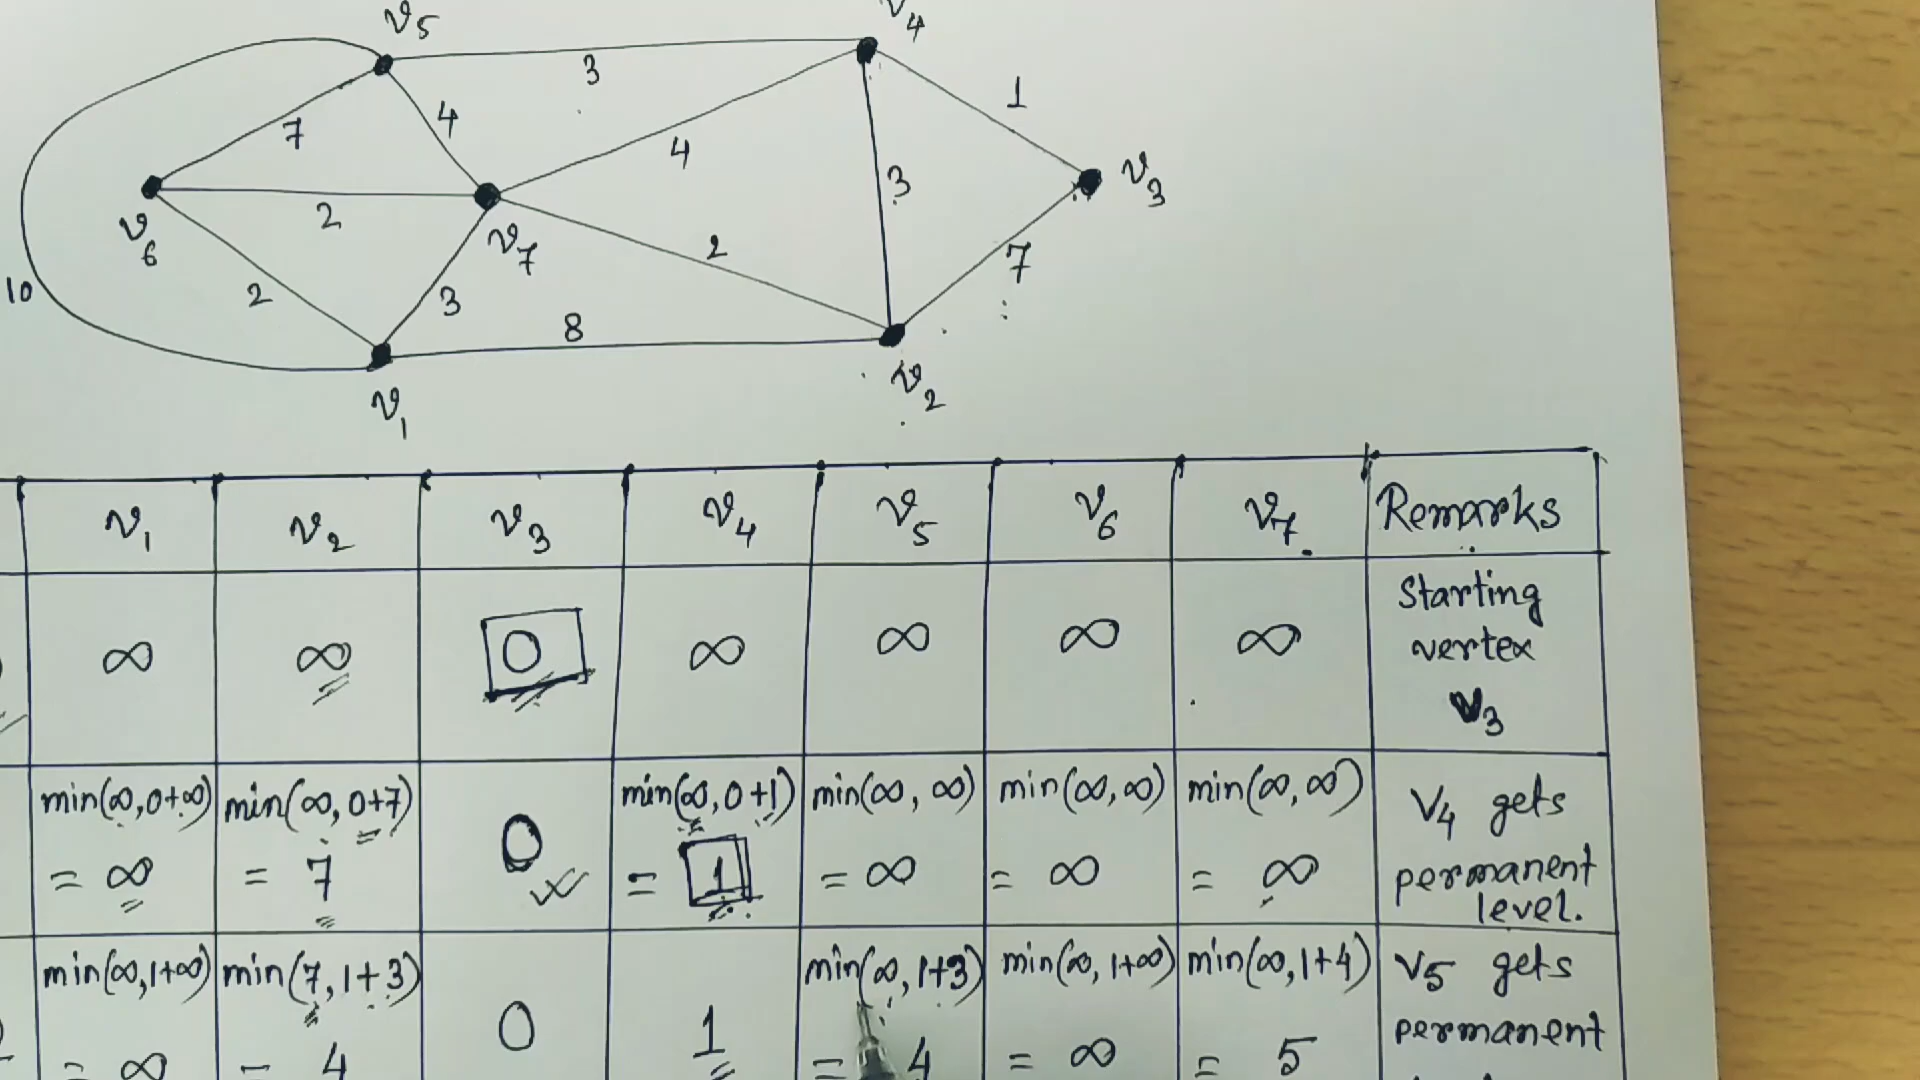 v5
v4
3
1
7
4
4
v3
3
v6
2
v7
2
7
10
2
3
8
v1
v2
v1 v2 v3 v4 v5 v6 v7 Remarks
∞ ∞ 0 ∞ ∞ ∞ ∞ Starting
vertex
v3
min(∞,0+∞) min(∞,0+7) 0 min(∞,0+1) min(∞,∞) min(∞,∞) min(∞,∞) V4 gets
= ∞ = 7 = 1 = ∞ = ∞ = ∞ permanent
level.
min(∞,1+∞) min(7,1+3) 0 1 min(∞,1+3) min(∞,1+∞) min(∞,1+4) V5 gets
= ∞ = 4 = 4 = ∞ = 5 permanent